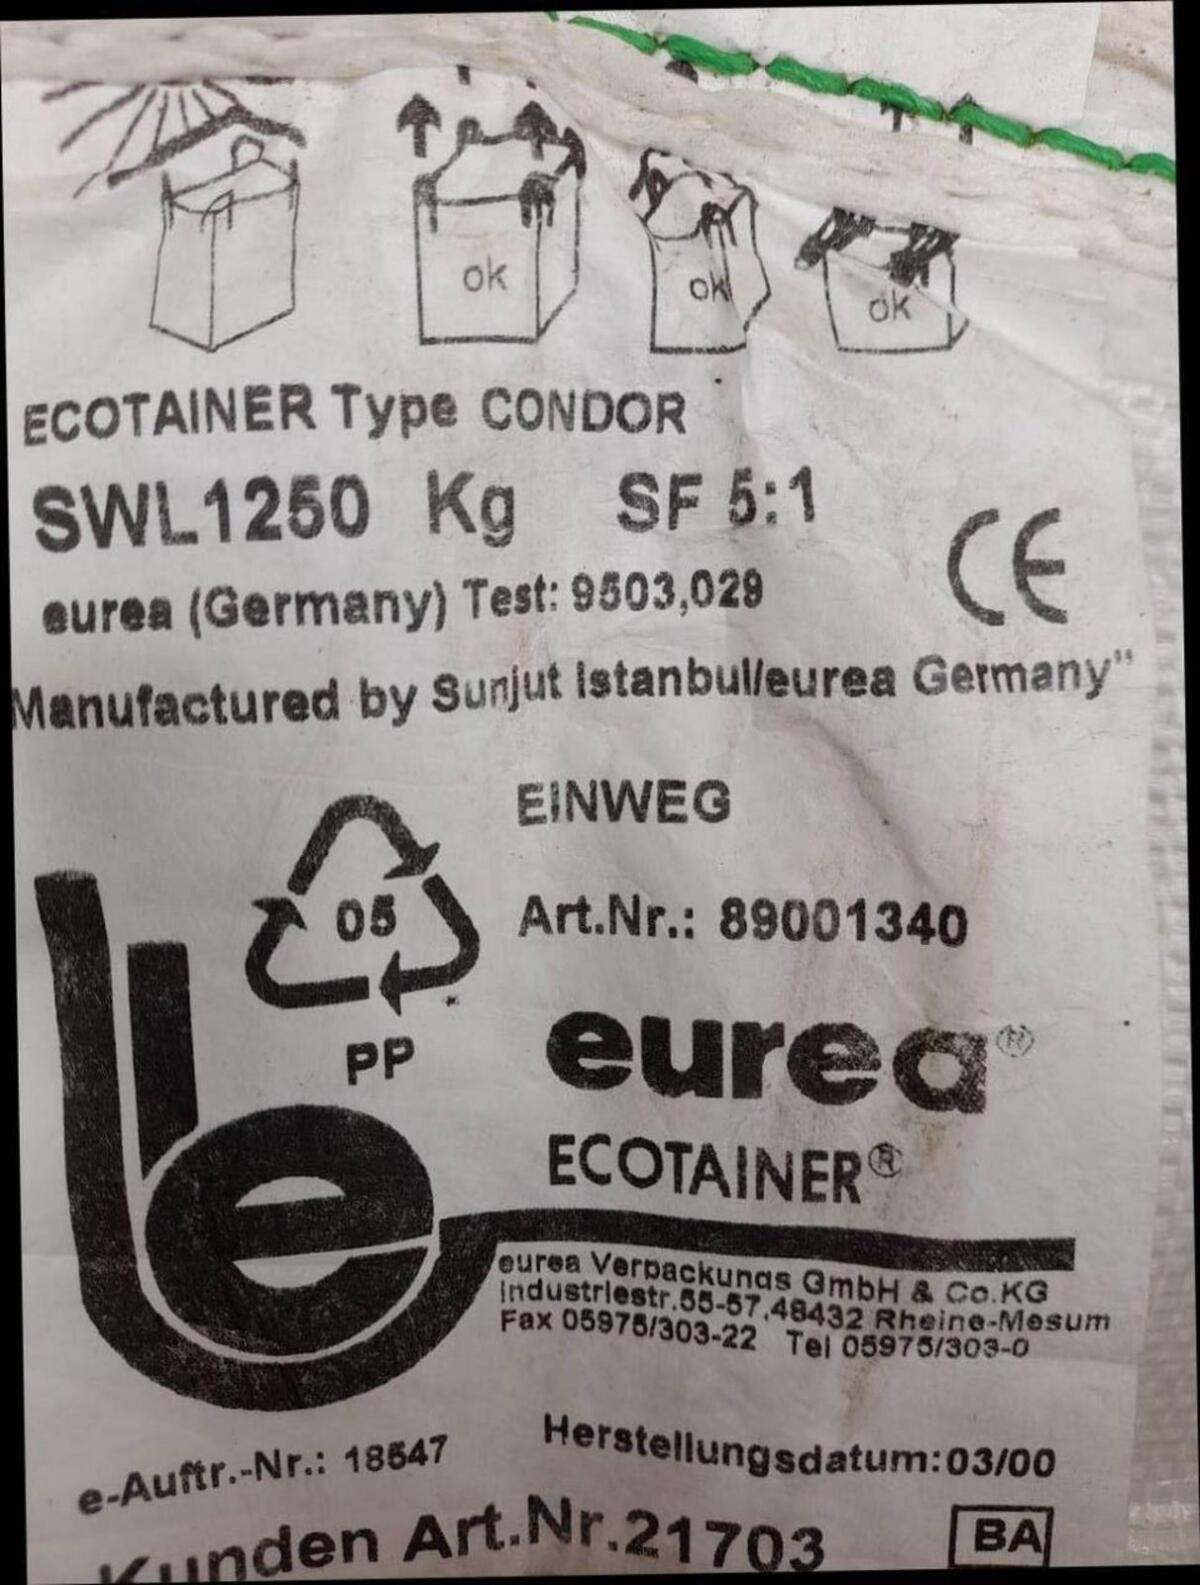 ok
ok
ok
ECOTAINER Type CONDOR
SWL1250 Kg SF 5:1
CE
eurea (Germany) Test: 9503,029
Manufactured by Sunjut Istanbul/eurea Germany"
EINWEG
05
PP
Art.Nr.: 89001340
e
eurea®
ECOTAINER®
eurea Verpackungs GmbH & Co.KG
Industriestr.55-57,48432 Rheine-Mesum
Fax 05975/303-22 Tel 05975/303-0
e-Auftr.-Nr.: 18547
Herstellungsdatum:03/00
Kunden Art.Nr.21703
BA